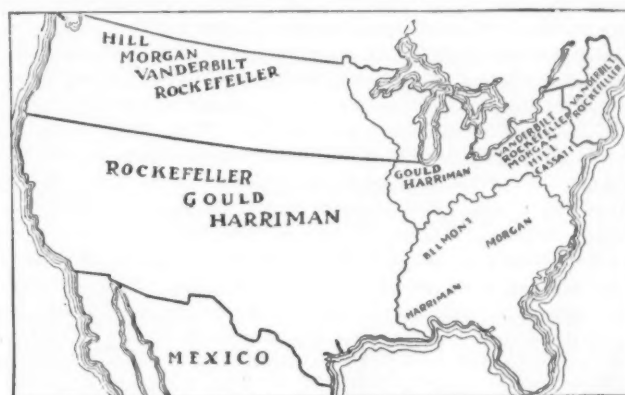 HILL
MORGAN
VANDERBILT
ROCKEFELLER
VANDERBILT
ROCKEFELLER
VANDERBILT
ROCKEFELLER
MORGAN
HILL
CASSATT
GOULD
HARRIMAN
ROCKEFELLER
GOULD
HARRIMAN
BELMONT
MORGAN
HARRIMAN
MEXICO